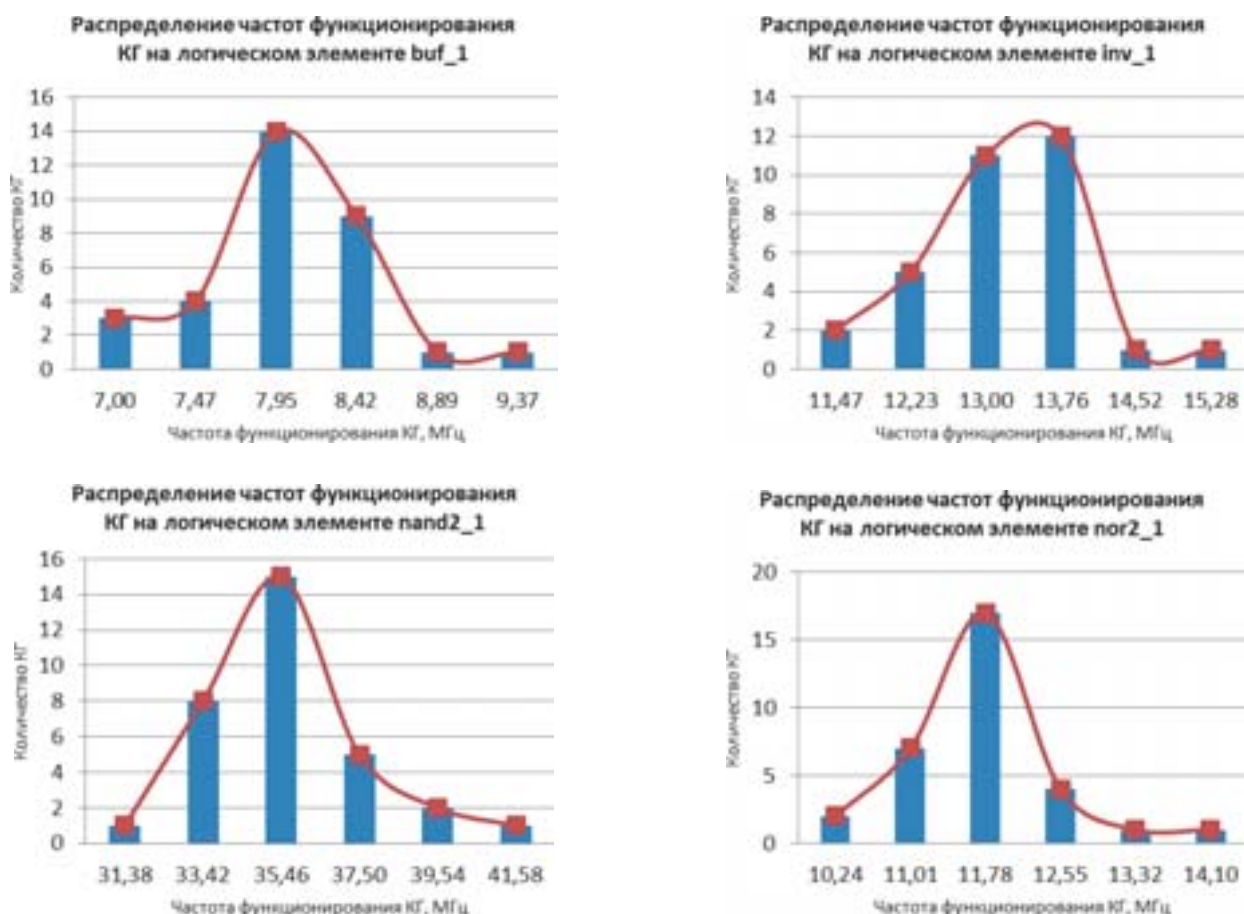 Распределение частот функционирования
КГ на логическом элементе buf_1
Количество КГ
16
14
12
10
8
6
4
2
0
7,00 7,47 7,95 8,42 8,89 9,37
Частота функционирования КГ, МГц
Распределение частот функционирования
КГ на логическом элементе inv_1
Количество КГ
14
12
10
8
6
4
2
0
11,47 12,23 13,00 13,76 14,52 15,28
Частота функционирования КГ, МГц
Распределение частот функционирования
КГ на логическом элементе nand2_1
Количество КГ
16
14
12
10
8
6
4
2
0
31,38 33,42 35,46 37,50 39,54 41,58
Частота функционирования КГ, МГц
Распределение частот функционирования
КГ на логическом элементе nor2_1
Количество КГ
20
15
10
5
0
10,24 11,01 11,78 12,55 13,32 14,10
Частота функционирования КГ, МГц